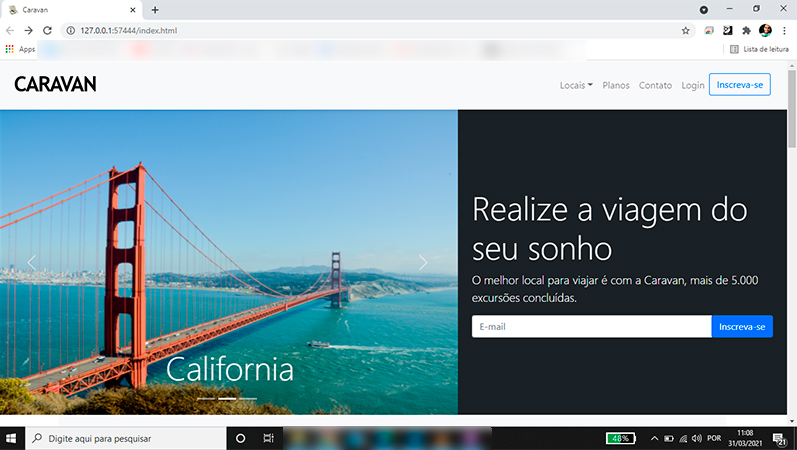 Caravan
127.0.0.1:57444/index.html
Apps
Lista de leitura
CARAVAN
Locais
Planos
Contato
Login
Inscreva-se
Realize a viagem do
seu sonho
O melhor local para viajar é com a Caravan, mais de 5.000
excursões concluídas.
E-mail
Inscreva-se
California
Digite aqui para pesquisar
48%
POR
11:08
31/03/2021
21